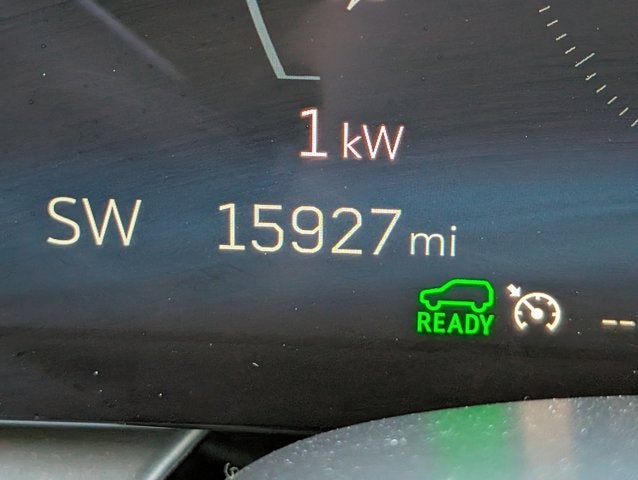 1 kW
SW 15927 mi
READY
--